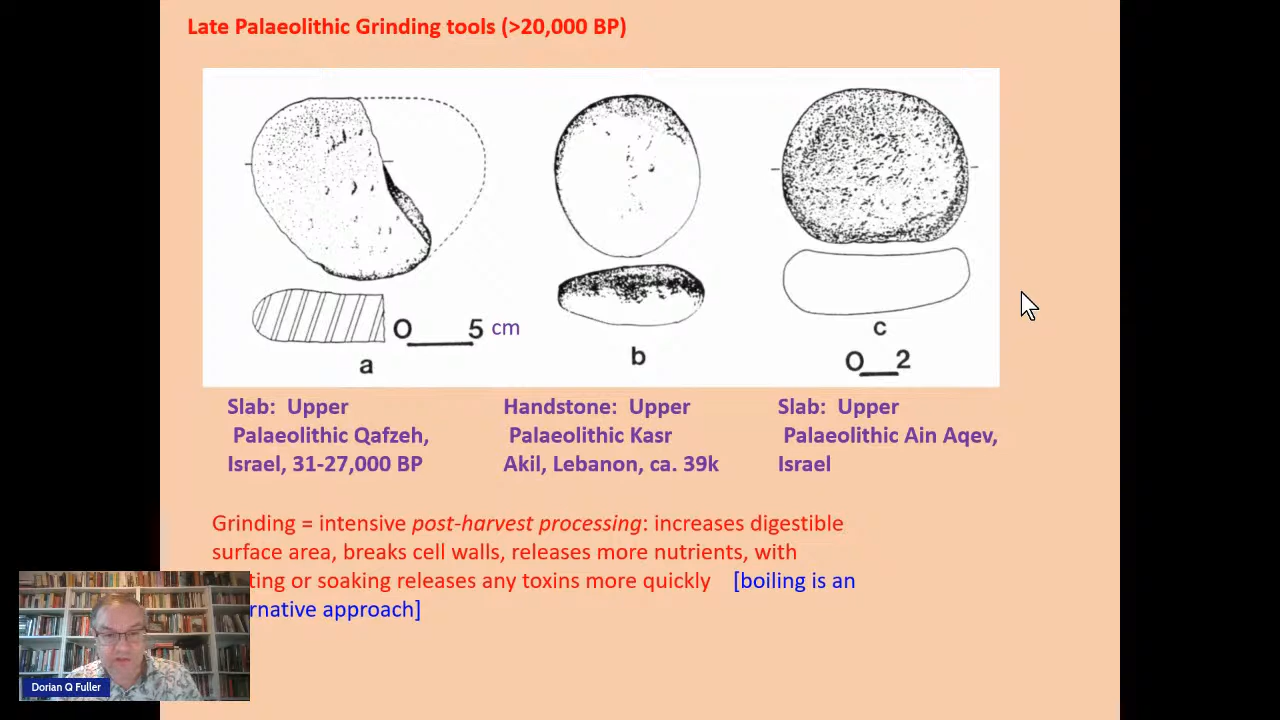 Late Palaeolithic Grinding tools (>20,000 BP)
0 5 cm
a
b
c
0 2
Slab: Upper
Palaeolithic Qafzeh,
Israel, 31-27,000 BP
Handstone: Upper
Palaeolithic Kasr
Akil, Lebanon, ca. 39k
Slab: Upper
Palaeolithic Ain Aqev,
Israel
Grinding = intensive post-harvest processing: increases digestible
surface area, breaks cell walls, releases more nutrients, with
or soaking releases any toxins more quickly [boiling is an
approach]
Dorian Q Fuller